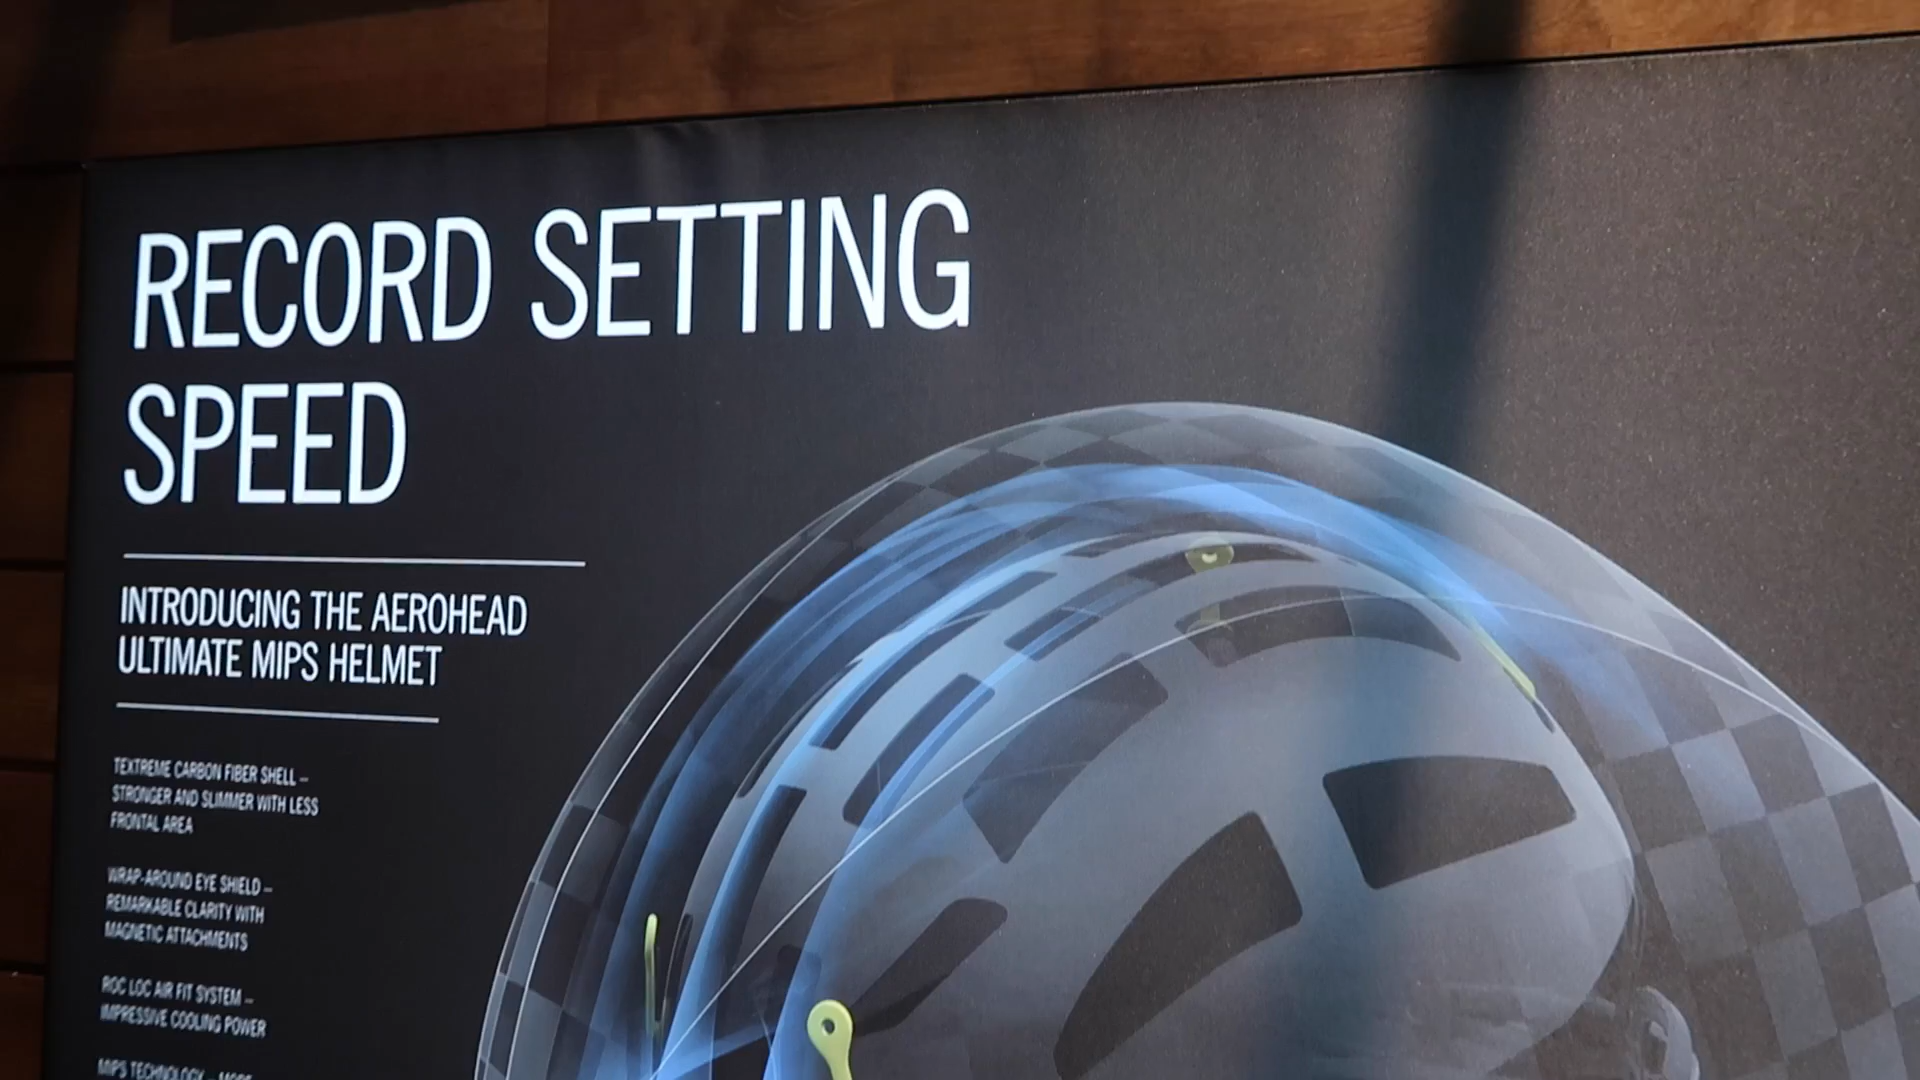 RECORD SETTING
SPEED
INTRODUCING THE AEROHEAD
ULTIMATE MIPS HELMET
TEXTREME CARBON FIBER SHELL –
STRONGER AND SLIMMER WITH LESS
FRONTAL AREA
WRAP-AROUND EYE SHIELD –
REMARKABLE CLARITY WITH
MAGNETIC ATTACHMENTS
ROC LOC AIR FIT SYSTEM –
IMPRESSIVE COOLING POWER
MIPS TECHNOLOGY – MORE